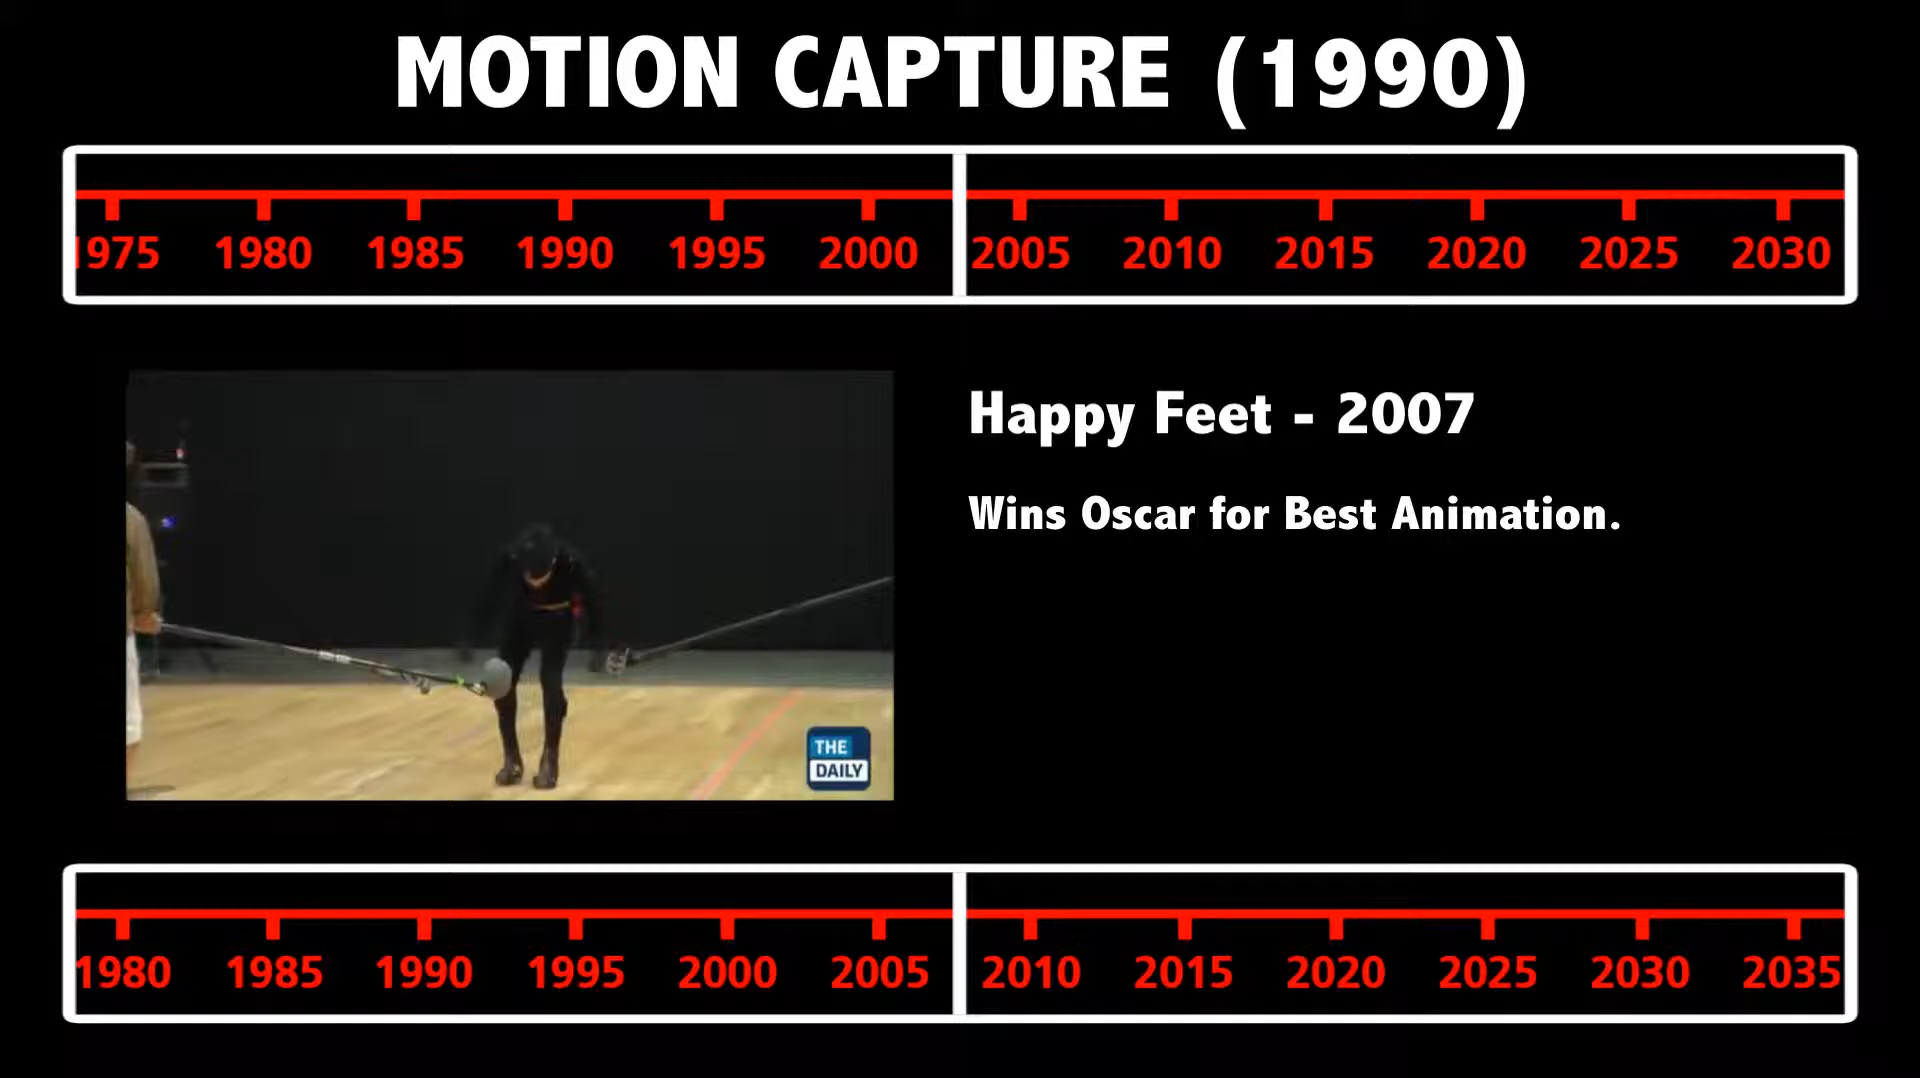 MOTION CAPTURE (1990)
1975 1980 1985 1990 1995 2000 2005 2010 2015 2020 2025 2030
Happy Feet - 2007
Wins Oscar for Best Animation.
THE
DAILY
1980 1985 1990 1995 2000 2005 2010 2015 2020 2025 2030 2035